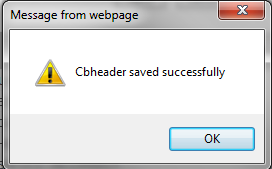 Message from webpage
Cbheader saved successfully
OK